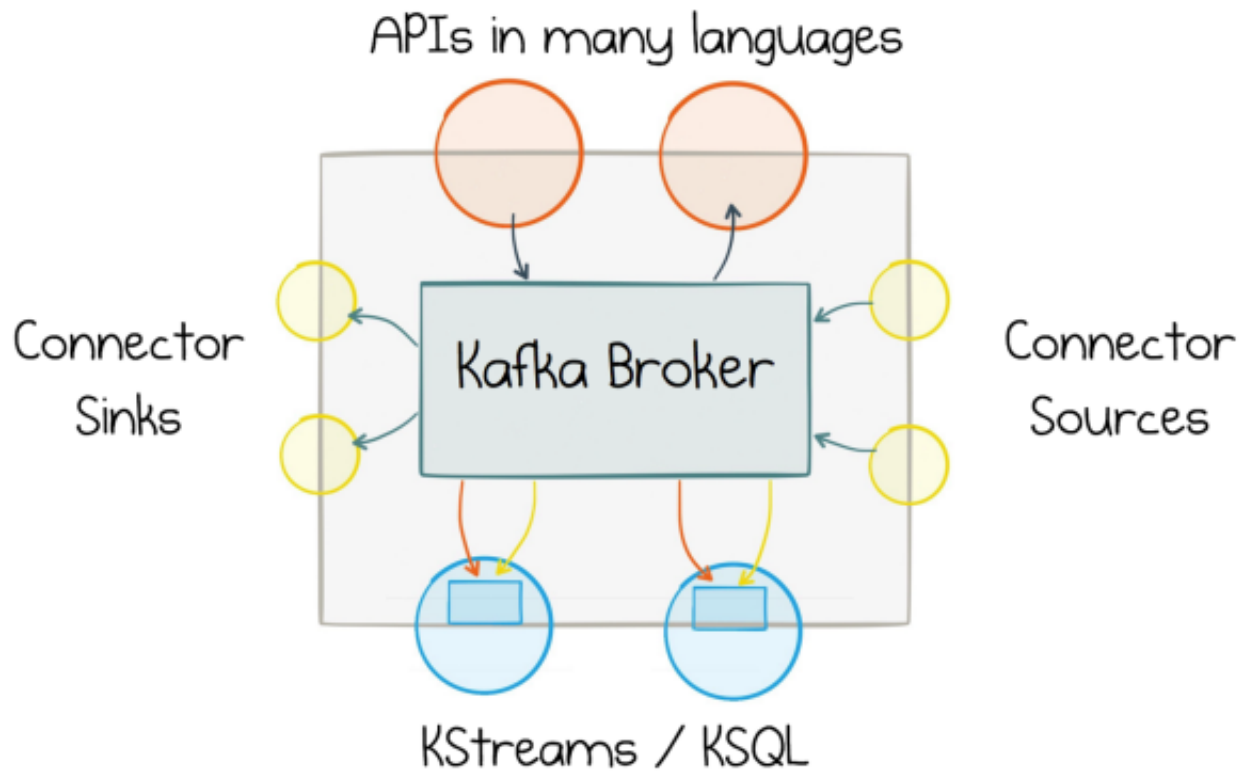 APIs in many languages
Kafka Broker
Connector
Sinks
Connector
Sources
KStreams / KSQL